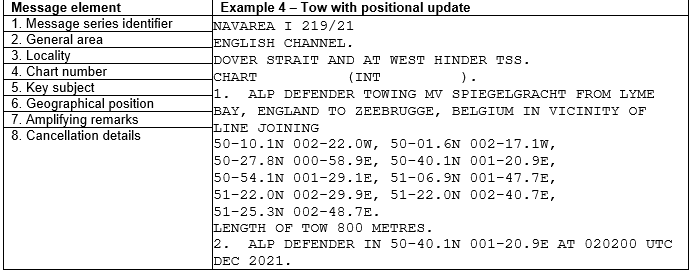 Message element
Example 4 – Tow with positional update
1. Message series identifier
2. General area
3. Locality
4. Chart number
5. Key subject
6. Geographical position
7. Amplifying remarks
8. Cancellation details
NAVAREA I 219/21
ENGLISH CHANNEL.
DOVER STRAIT AND AT WEST HINDER TSS.
CHART (INT ).
1. ALP DEFENDER TOWING MV SPIEGELGRACHT FROM LYME
BAY, ENGLAND TO ZEEBRUGGE, BELGIUM IN VICINITY OF
LINE JOINING
50-10.1N 002-22.0W, 50-01.6N 002-17.1W,
50-27.8N 000-58.9E, 50-40.1N 001-20.9E,
50-54.1N 001-29.1E, 51-06.9N 001-47.7E,
51-22.0N 002-29.9E, 51-22.0N 002-40.7E,
51-25.3N 002-48.7E.
LENGTH OF TOW 800 METRES.
2. ALP DEFENDER IN 50-40.1N 001-20.9E AT 020200 UTC
DEC 2021.